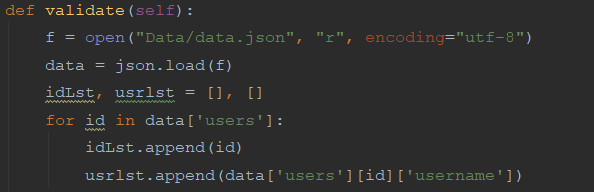 def validate(self):
    f = open("Data/data.json", "r", encoding="utf-8")
    data = json.load(f)
    idLst, usrlst = [], []
    for id in data['users']:
        idLst.append(id)
        usrlst.append(data['users'][id]['username'])